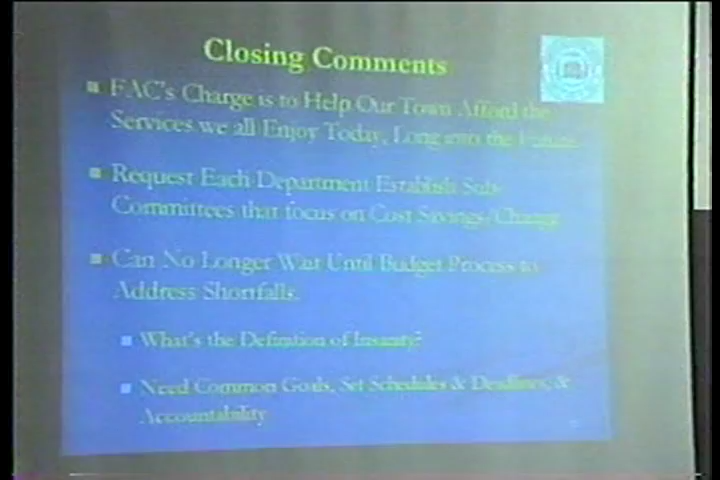 Closing Comments
FAC's Charge is to Help Our Town Afford the
Services we all Enjoy Today, Long into the Future
Request Each Department Establish Sub-
Committees that focus on Cost Savings/Change
Can No Longer Wait Until Budget Process to
Address Shortfalls.
What's the Definition of Insanity?
Need Common Goals, Set Schedules & Deadlines, &
Accountability